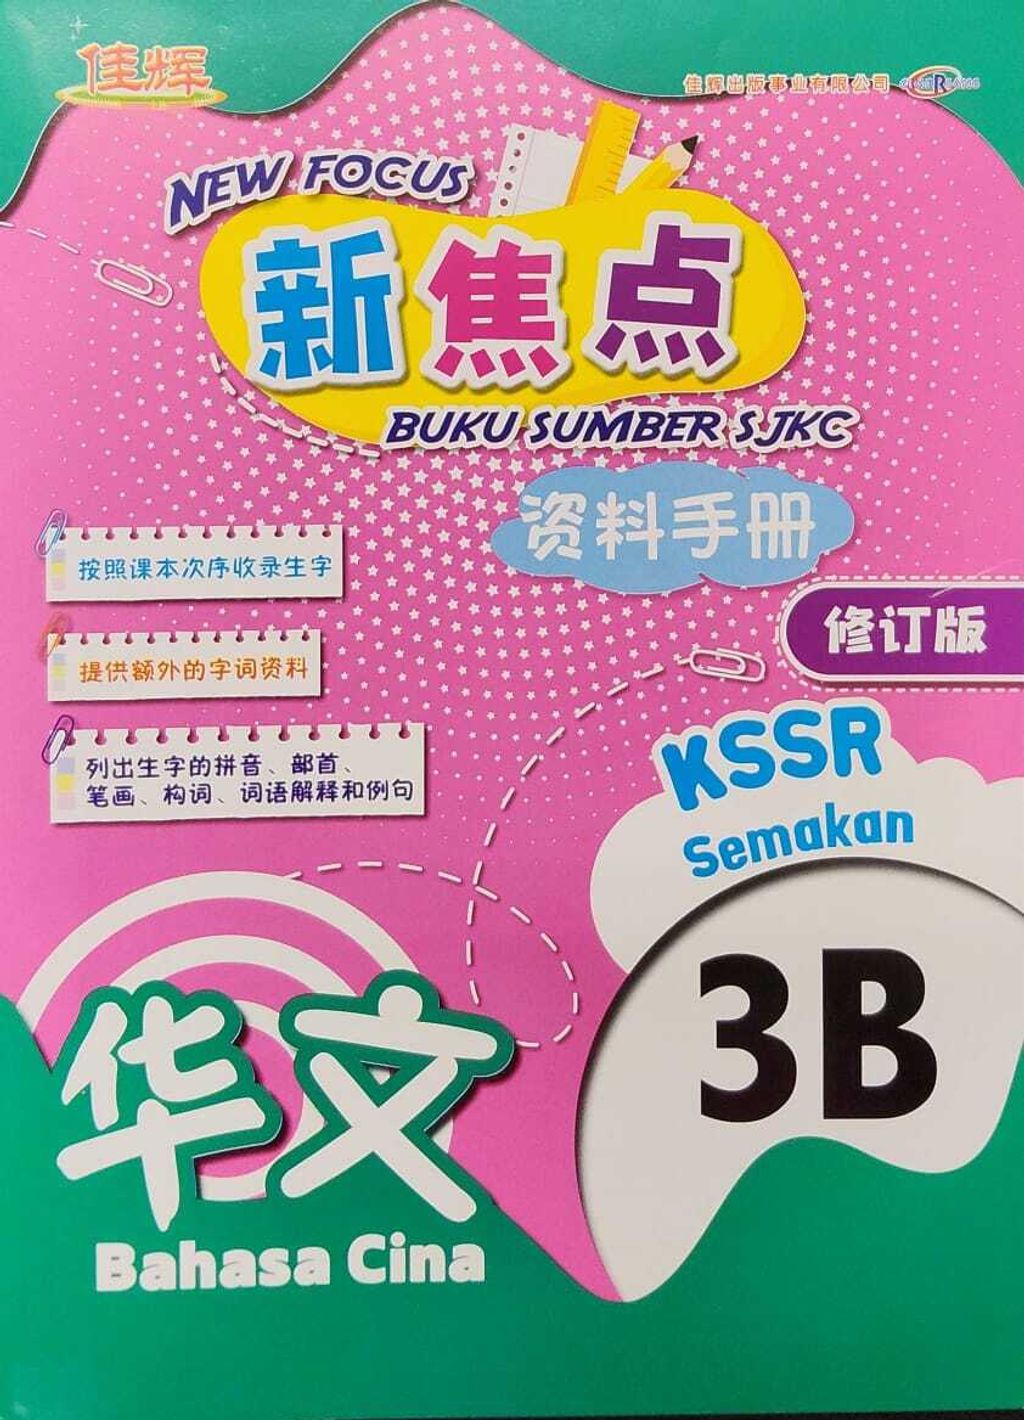 佳辉
佳辉出版事业有限公司
NEW FOCUS
新焦点
BUKU SUMBER SJKC
资料手册
按照课本次序收录生字
修订版
提供额外的字词资料
KSSR
Semakan
列出生字的拼音、部首、
笔画、构词、词语解释和例句
3B
华文
Bahasa Cina